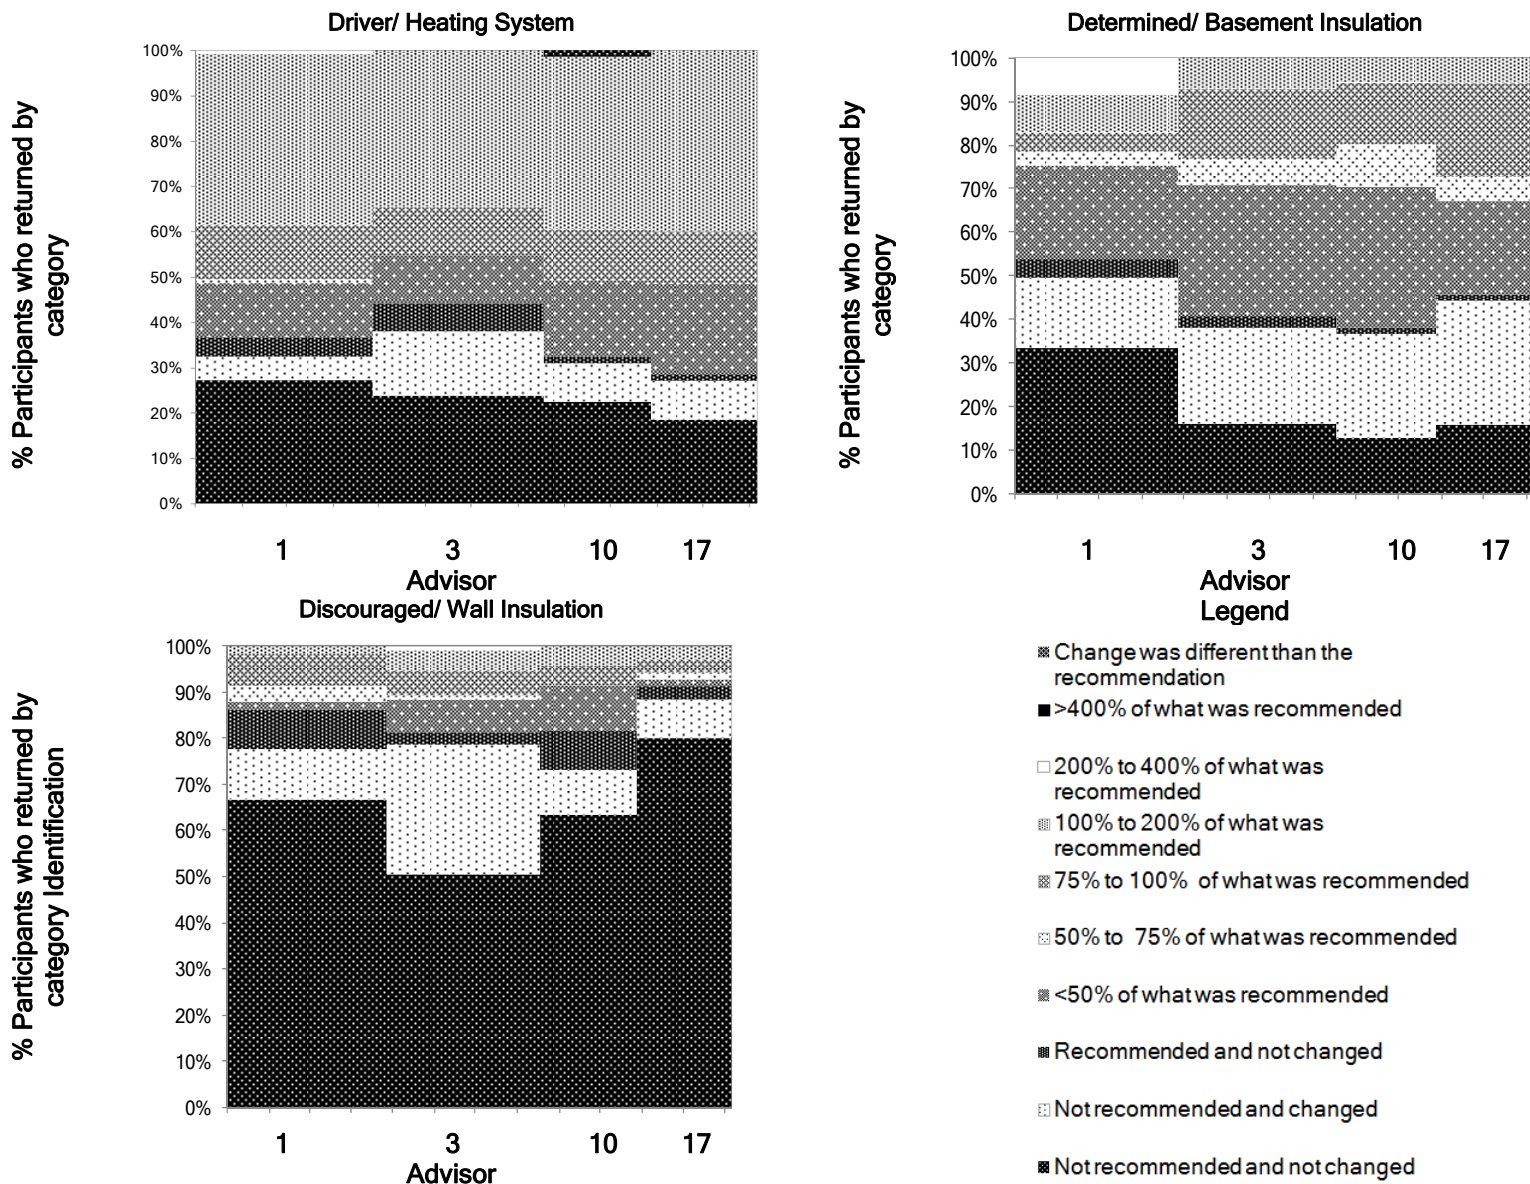 Driver/ Heating System
% Participants who returned by
category
100%
90%
80%
70%
60%
50%
40%
30%
20%
10%
0%
1 3 10 17
Advisor
Determined/ Basement Insulation
% Participants who returned by
category
100%
90%
80%
70%
60%
50%
40%
30%
20%
10%
0%
1 3 10 17
Advisor
Discouraged/ Wall Insulation
% Participants who returned by
category Identification
100%
90%
80%
70%
60%
50%
40%
30%
20%
10%
0%
1 3 10 17
Advisor
Legend
Change was different than the
recommendation
>400% of what was recommended
200% to 400% of what was
recommended
100% to 200% of what was
recommended
75% to 100% of what was recommended
50% to 75% of what was recommended
<50% of what was recommended
Recommended and not changed
Not recommended and changed
Not recommended and not changed